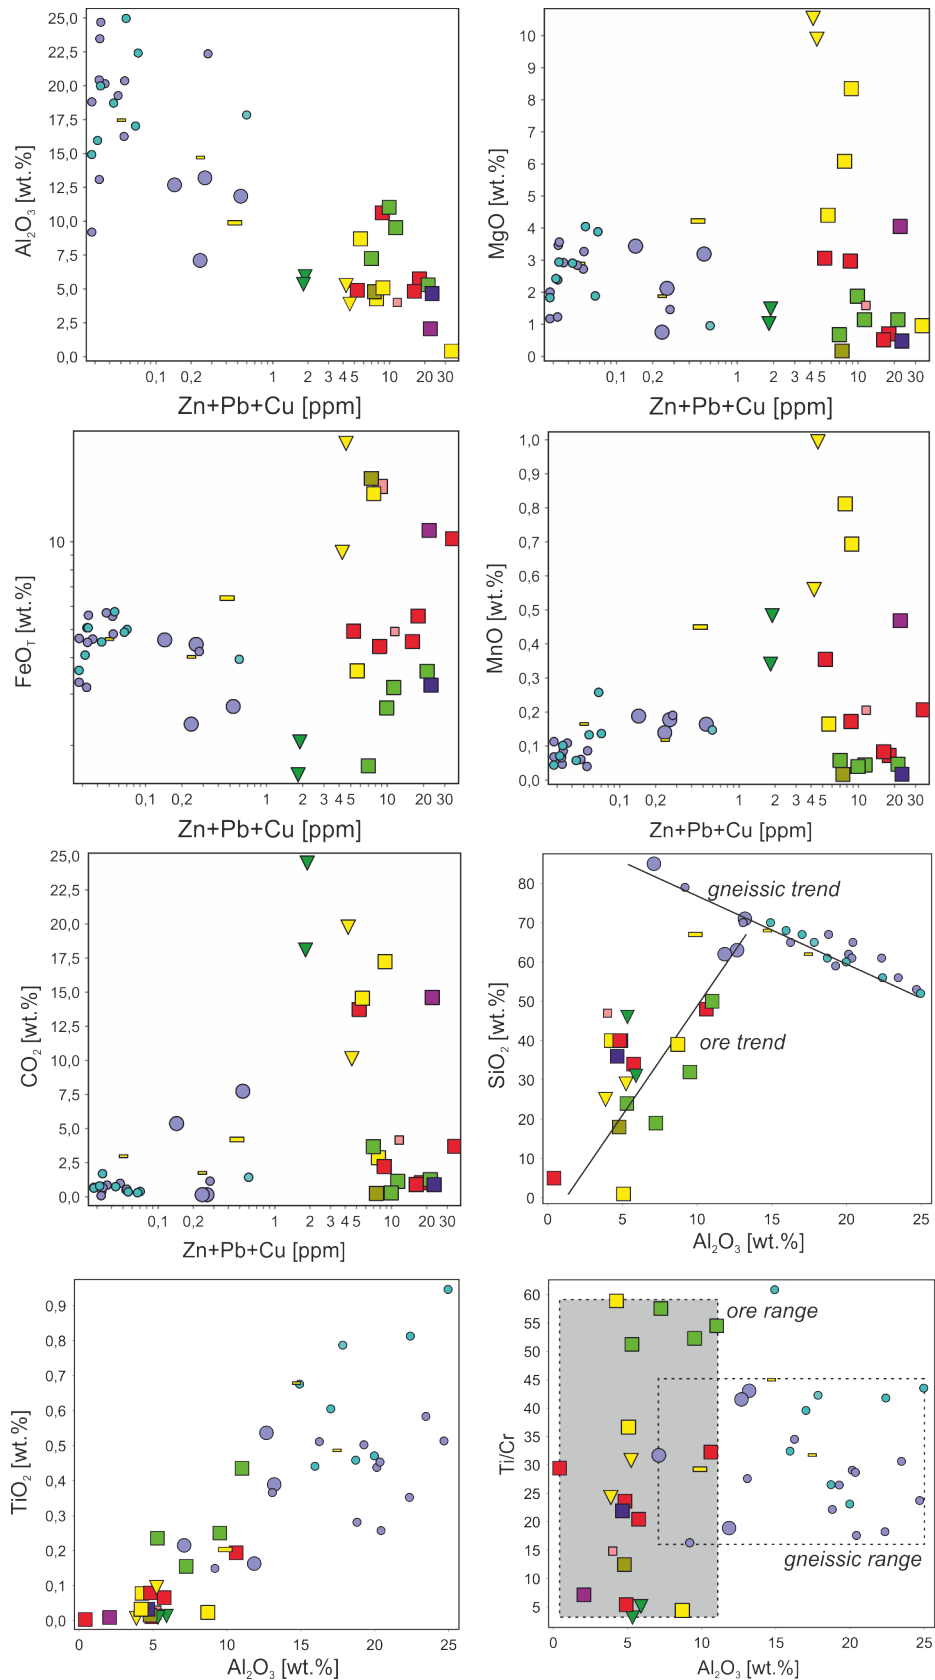 25,0
22,5
20,0
17,5
15,0
12,5
10,0
7,5
5,0
2,5
0,0
Al₂O₃ [wt.%]
0,1 0,2 1 2 3 4 5 10 20 30
Zn+Pb+Cu [ppm]
10
9
8
7
6
5
4
3
2
1
0
MgO [wt.%]
0,1 0,2 1 2 3 4 5 10 20 30
Zn+Pb+Cu [ppm]
10
FeOT [wt.%]
0,1 0,2 1 2 3 4 5 10 20 30
Zn+Pb+Cu [ppm]
1,0
0,9
0,8
0,7
0,6
0,5
0,4
0,3
0,2
0,1
0,0
MnO [wt.%]
0,1 0,2 1 2 3 4 5 10 20 30
Zn+Pb+Cu [ppm]
25,0
22,5
20,0
17,5
15,0
12,5
10,0
7,5
5,0
2,5
0,0
CO₂ [wt.%]
0,1 0,2 1 2 3 4 5 10 20 30
Zn+Pb+Cu [ppm]
80
70
60
50
40
30
20
10
0
SiO₂ [wt.%]
gneissic trend
ore trend
0 5 10 15 20 25
Al₂O₃ [wt.%]
0,9
0,8
0,7
0,6
0,5
0,4
0,3
0,2
0,1
0,0
TiO₂ [wt.%]
0 5 10 15 20 25
Al₂O₃ [wt.%]
60
55
50
45
40
35
30
25
20
15
10
5
Ti/Cr
ore range
gneissic range
0 5 10 15 20 25
Al₂O₃ [wt.%]